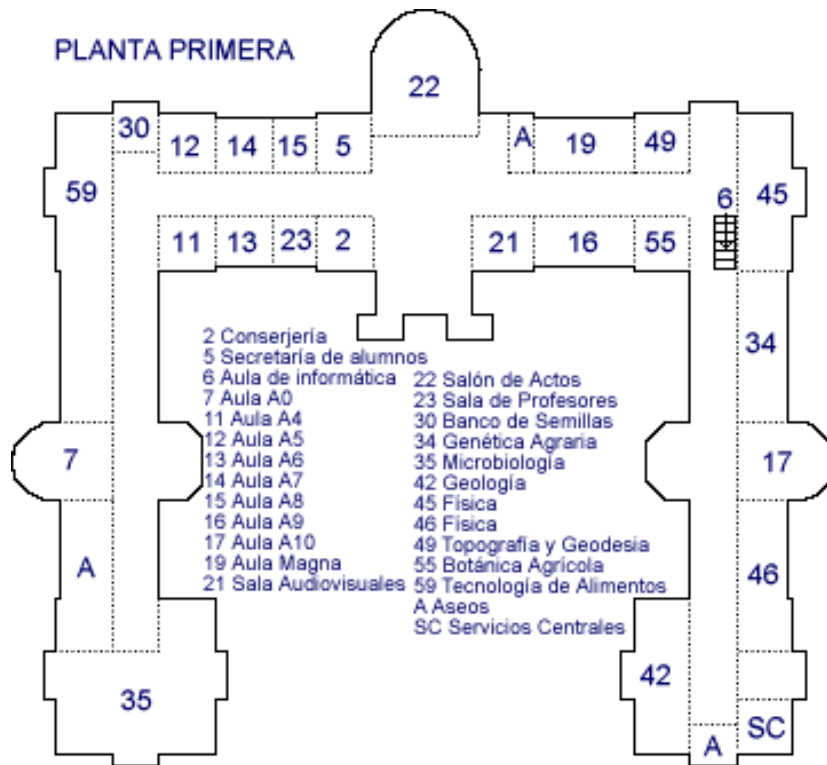 PLANTA PRIMERA
22
30
12
14
15
5
A
19
49
59
6
45
11
13
23
2
21
16
55
34
7
17
A
46
35
42
SC
A
2 Conserjería
5 Secretaría de alumnos
6 Aula de informática
7 Aula A0
11 Aula A4
12 Aula A5
13 Aula A6
14 Aula A7
15 Aula A8
16 Aula A9
17 Aula A10
19 Aula Magna
21 Sala Audiovisuales
22 Salón de Actos
23 Sala de Profesores
30 Banco de Semillas
34 Genética Agraria
35 Microbiología
42 Geología
45 Física
46 Física
49 Topografía y Geodesia
55 Botánica Agrícola
59 Tecnología de Alimentos
A Aseos
SC Servicios Centrales